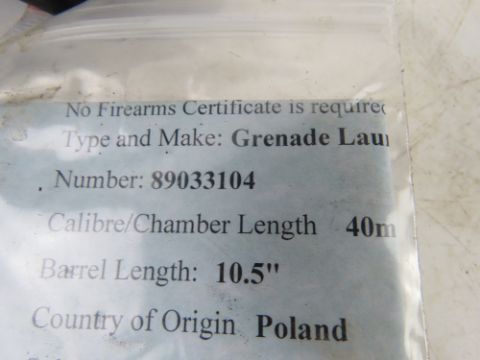 No Firearms Certificate is required
Type and Make: Grenade Lau
Number: 89033104
Calibre/Chamber Length 40m
Barrel Length: 10.5"
Country of Origin Poland